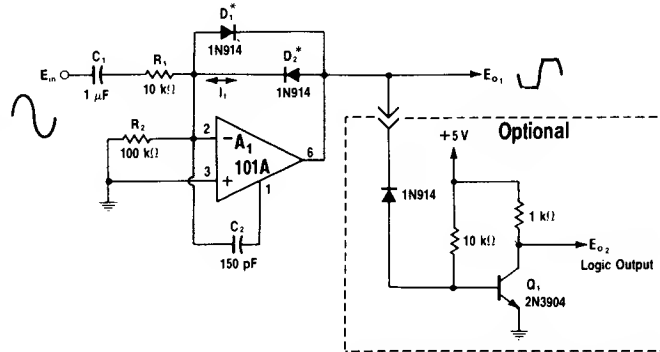 D₁*
1N914
D₂*
1N914
C₁
1 μF
R₁
10 kΩ
Eᵢₙ
I₁
Eₒ₁
R₂
100 kΩ
2
−
A₁
101A
6
3
+
1
C₂
150 pF
Optional
+5 V
1N914
1 kΩ
10 kΩ
Eₒ₂
Logic Output
Q₁
2N3904